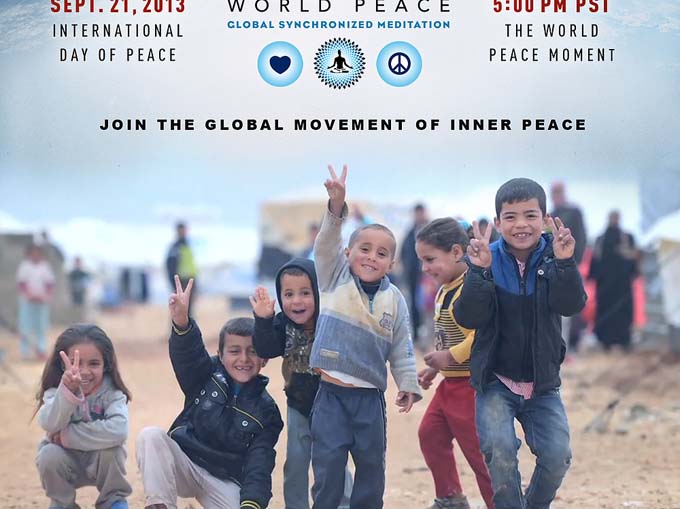 SEPT. 21, 2013
INTERNATIONAL
DAY OF PEACE
WORLD PEACE
GLOBAL SYNCHRONIZED MEDITATION
5:00 PM PST
THE WORLD
PEACE MOMENT
JOIN THE GLOBAL MOVEMENT OF INNER PEACE